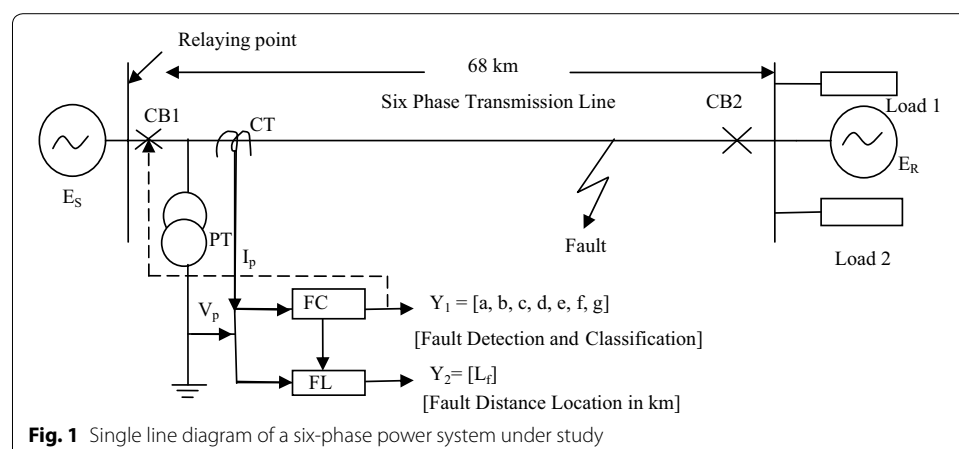 Relaying point
68 km
CB1
CT
Six Phase Transmission Line
CB2
Load 1
E_S
E_R
PT
Fault
Load 2
I_p
V_p
FC
Y_1 = [a, b, c, d, e, f, g]
[Fault Detection and Classification]
FL
Y_2= [L_f]
[Fault Distance Location in km]
Fig. 1 Single line diagram of a six-phase power system under study